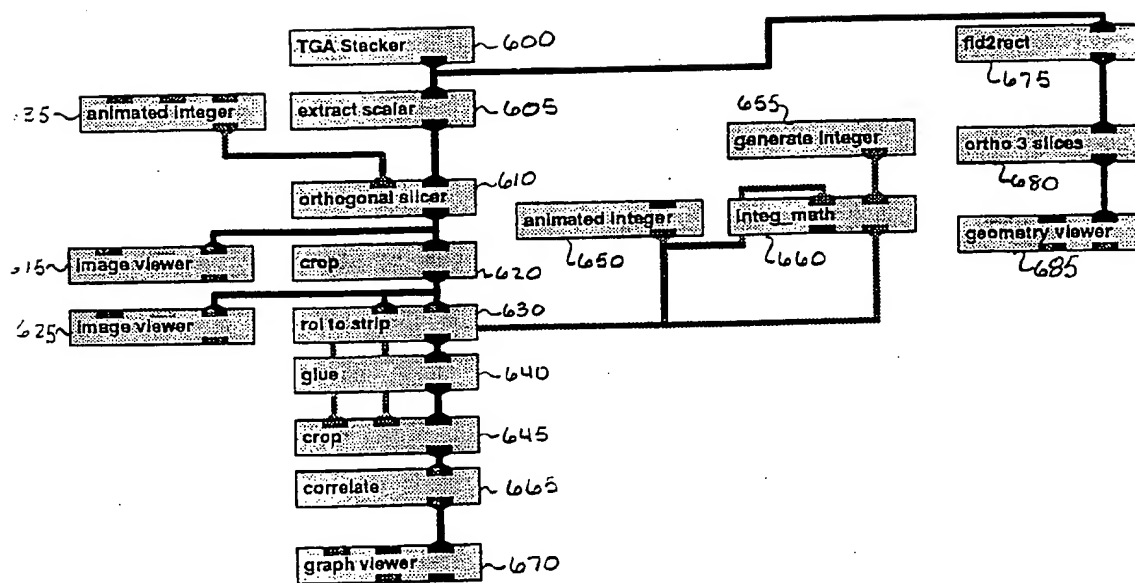 TGA Stacker 600
fld2rect
675
.35 animated integer
extract scalar 605
655
generate integer
ortho 3 slices
680
orthogonal slicer 610
animated integer
650
integ_math
660
geometry viewer
685
.15 image viewer
crop 620
.25 image viewer
roi to strip 630
glue 640
crop 645
correlate 665
graph viewer 670